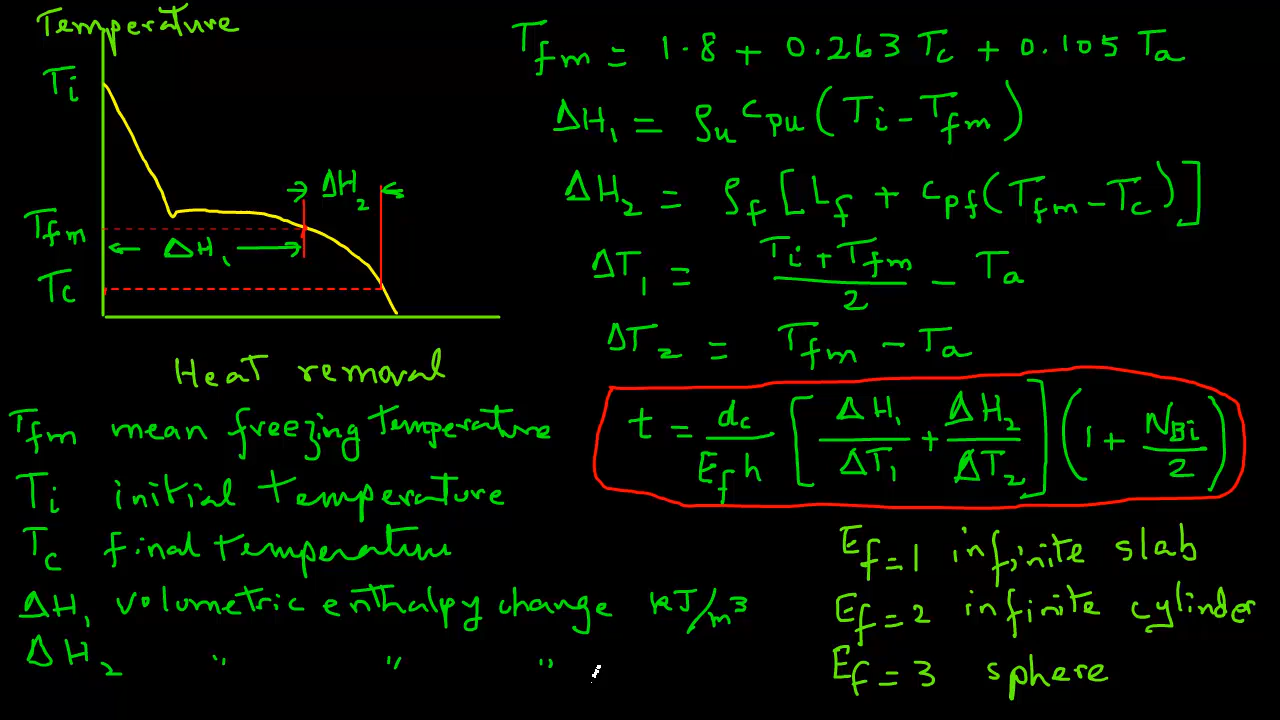 Temperature
Ti
Tfm
Tc
ΔH₁
ΔH₂
Heat removal
Tfm mean freezing temperature
Ti initial temperature
Tc final temperature
ΔH₁ volumetric enthalpy change kJ/m³
ΔH₂ " " "
Tfm = 1.8 + 0.263 Tc + 0.105 Ta
ΔH₁ = ρu cpu (Ti - Tfm)
ΔH₂ = ρf [Lf + cpf (Tfm - Tc)]
ΔT₁ = (Ti + Tfm)/2 - Ta
ΔT₂ = Tfm - Ta
t = dc/(Ef h) [ΔH₁/ΔT₁ + ΔH₂/ΔT₂] (1 + NBi/2)
Ef = 1 infinite slab
Ef = 2 infinite cylinder
Ef = 3 sphere